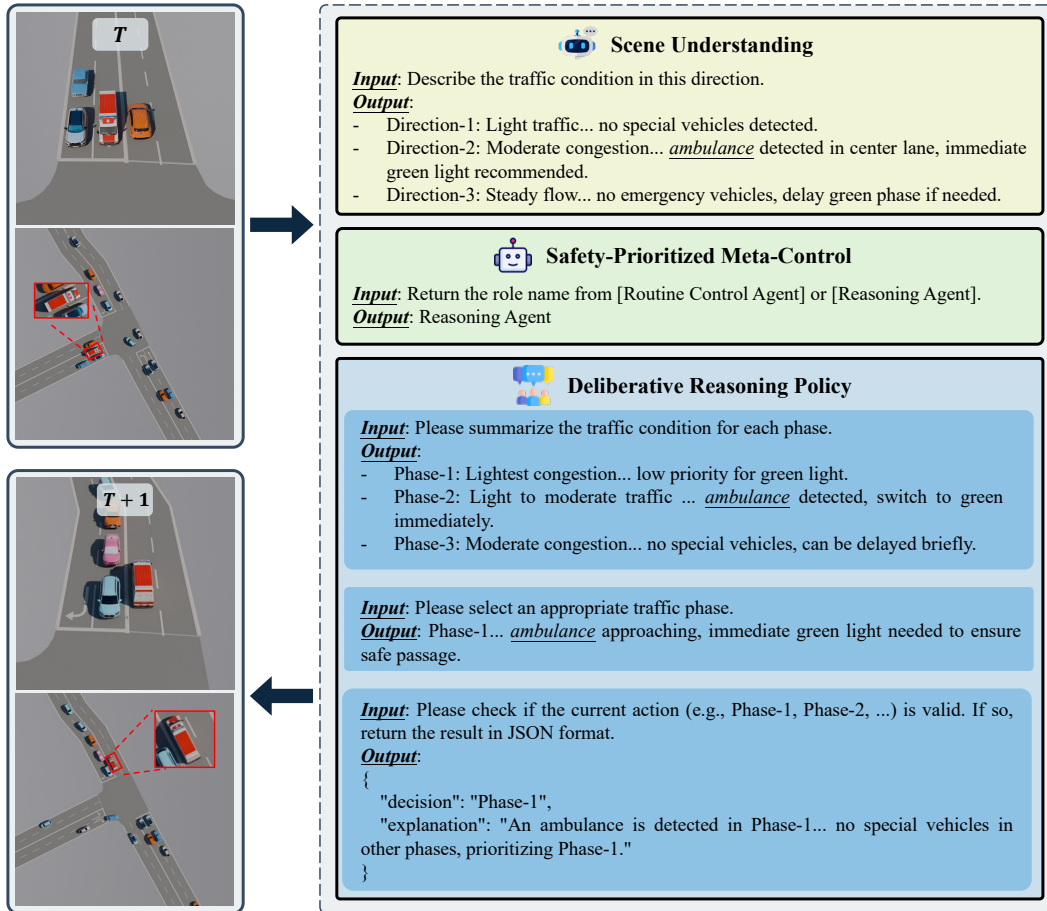 T
Scene Understanding
Input: Describe the traffic condition in this direction.
Output:
- Direction-1: Light traffic... no special vehicles detected.
- Direction-2: Moderate congestion... ambulance detected in center lane, immediate
green light recommended.
- Direction-3: Steady flow... no emergency vehicles, delay green phase if needed.
Safety-Prioritized Meta-Control
Input: Return the role name from [Routine Control Agent] or [Reasoning Agent].
Output: Reasoning Agent
Deliberative Reasoning Policy
Input: Please summarize the traffic condition for each phase.
Output:
- Phase-1: Lightest congestion... low priority for green light.
- Phase-2: Light to moderate traffic ... ambulance detected, switch to green
immediately.
- Phase-3: Moderate congestion... no special vehicles, can be delayed briefly.
Input: Please select an appropriate traffic phase.
Output: Phase-1... ambulance approaching, immediate green light needed to ensure
safe passage.
Input: Please check if the current action (e.g., Phase-1, Phase-2, ...) is valid. If so,
return the result in JSON format.
Output:
{
"decision": "Phase-1",
"explanation": "An ambulance is detected in Phase-1... no special vehicles in
other phases, prioritizing Phase-1."
}
T + 1